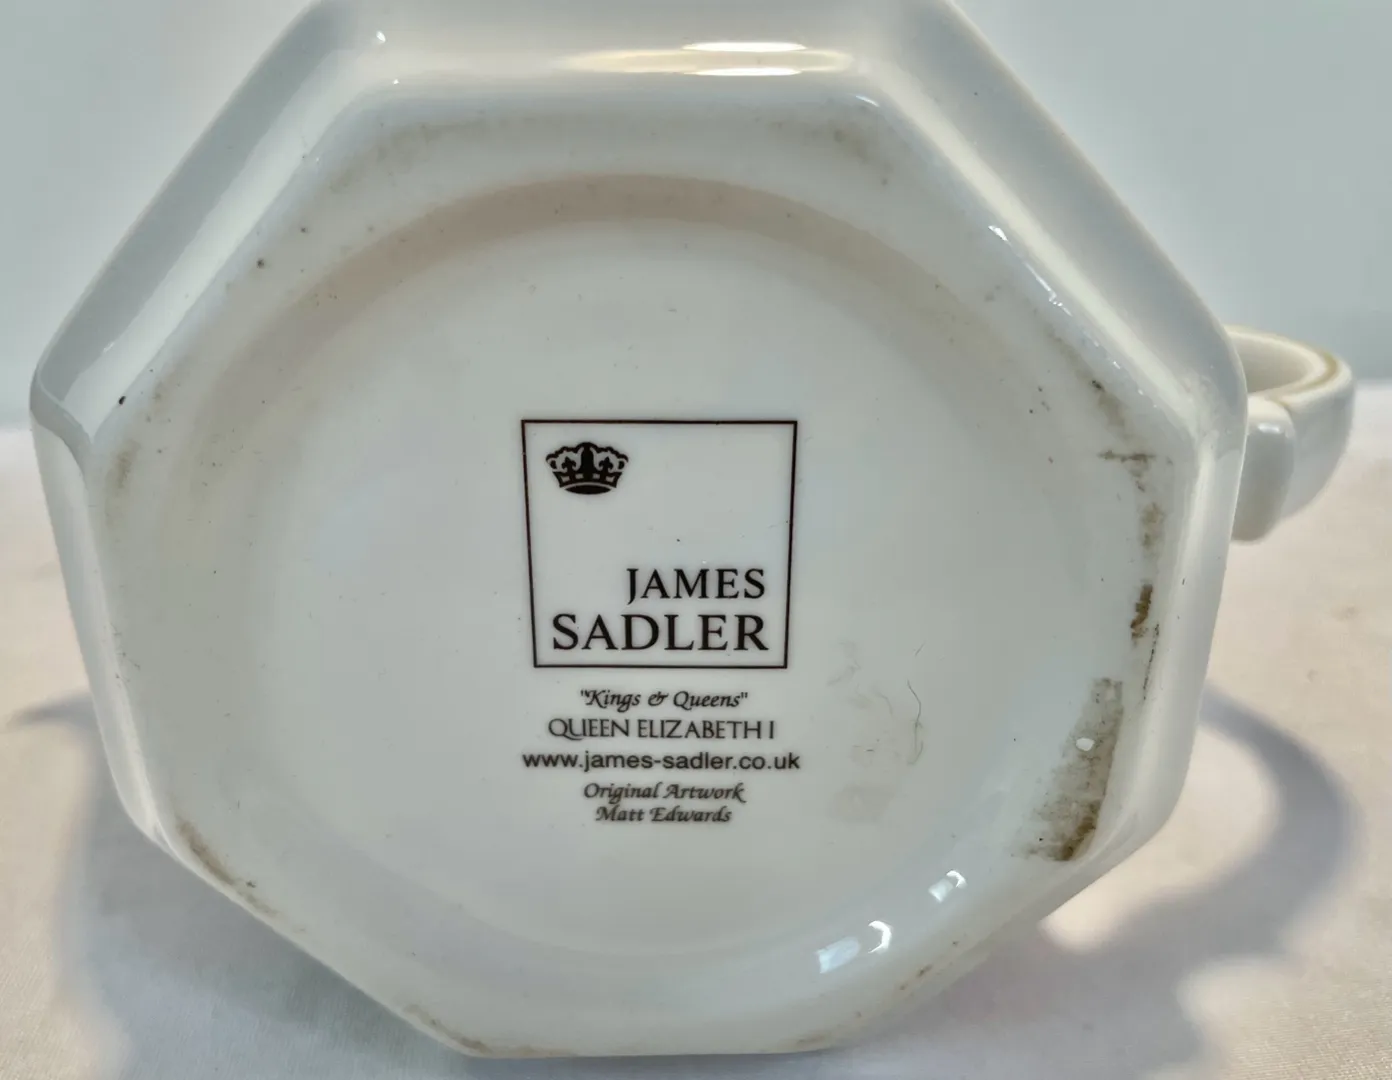 JAMES
SADLER
"Kings & Queens"
QUEEN ELIZABETH I
www.james-sadler.co.uk
Original Artwork
Matt Edwards